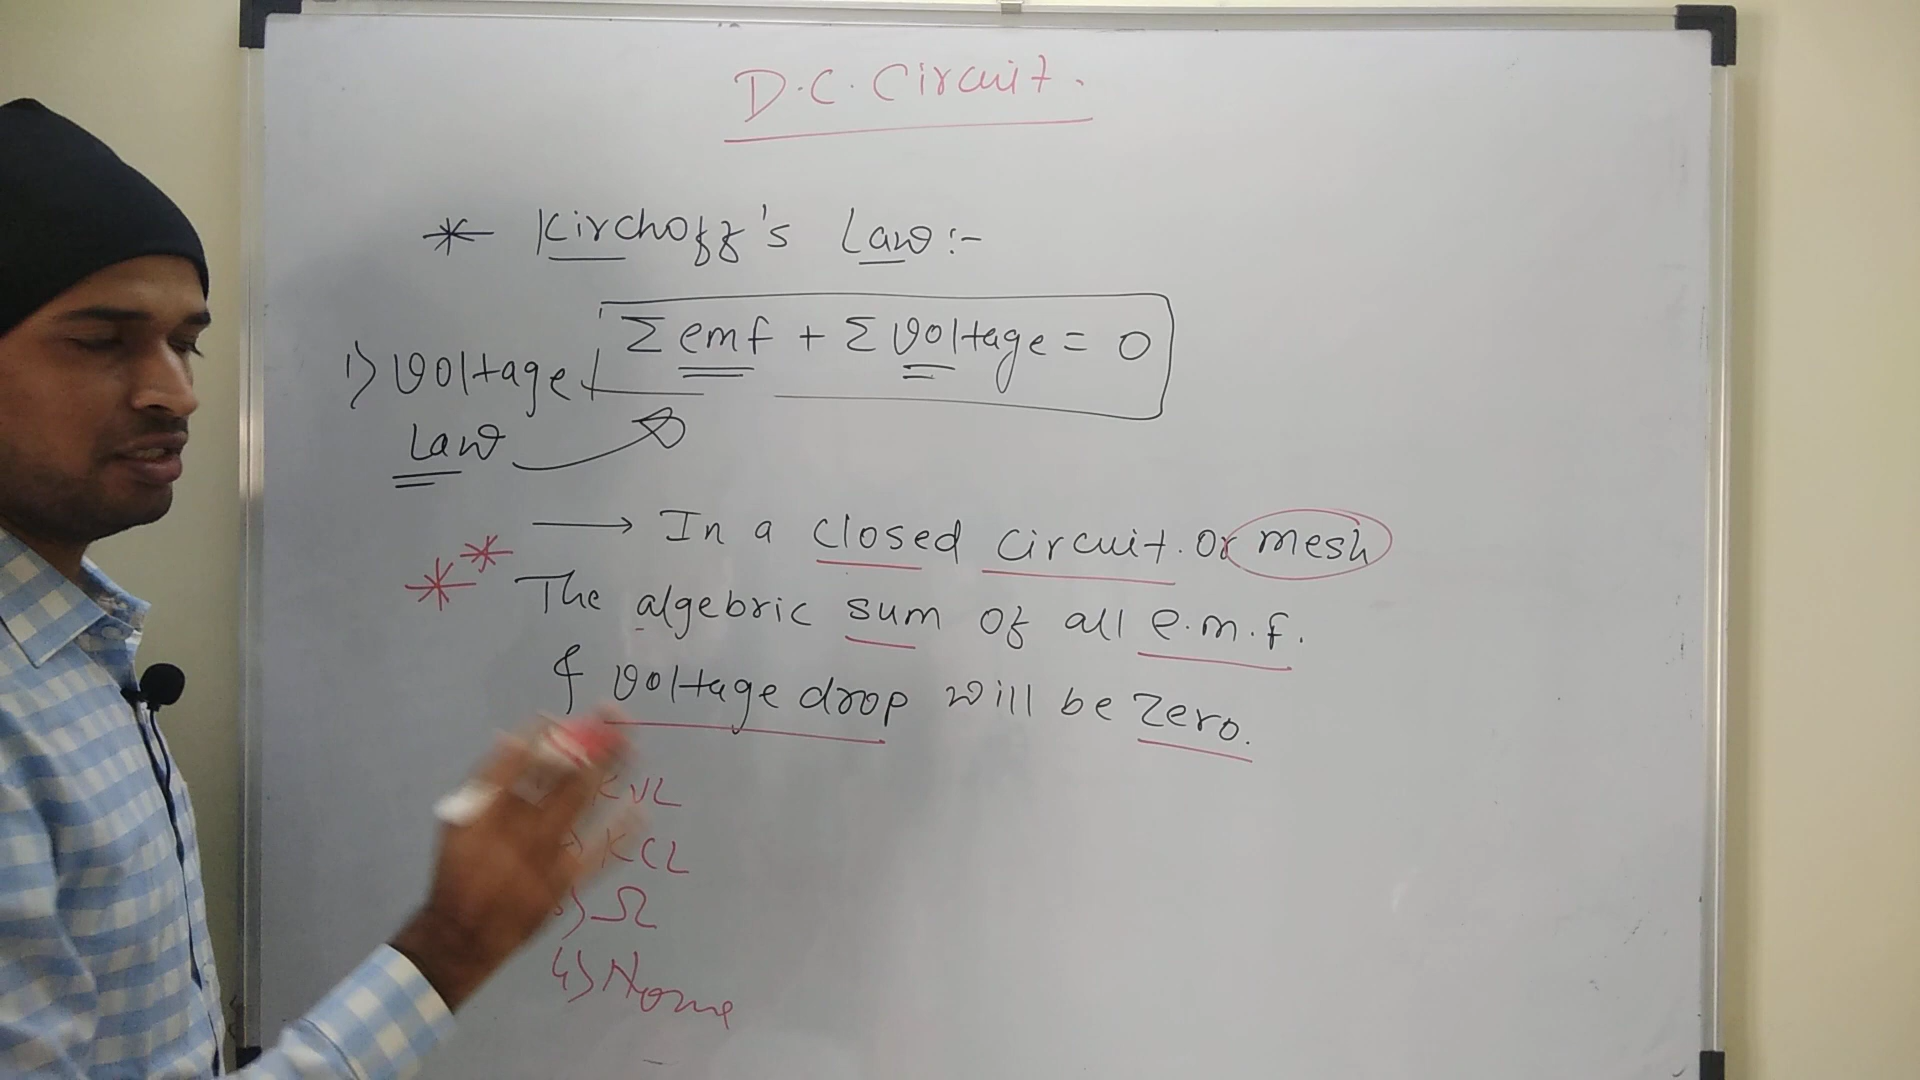 D.C. Circuit.
* Kirchoff's Law:-
Σ emf + Σ voltage = 0
1) Voltage
Law
→ In a closed circuit. or mesh
** The algebric sum of all e.m.f.
& voltage drop will be zero.
KVL
KCL
Ω
4) None